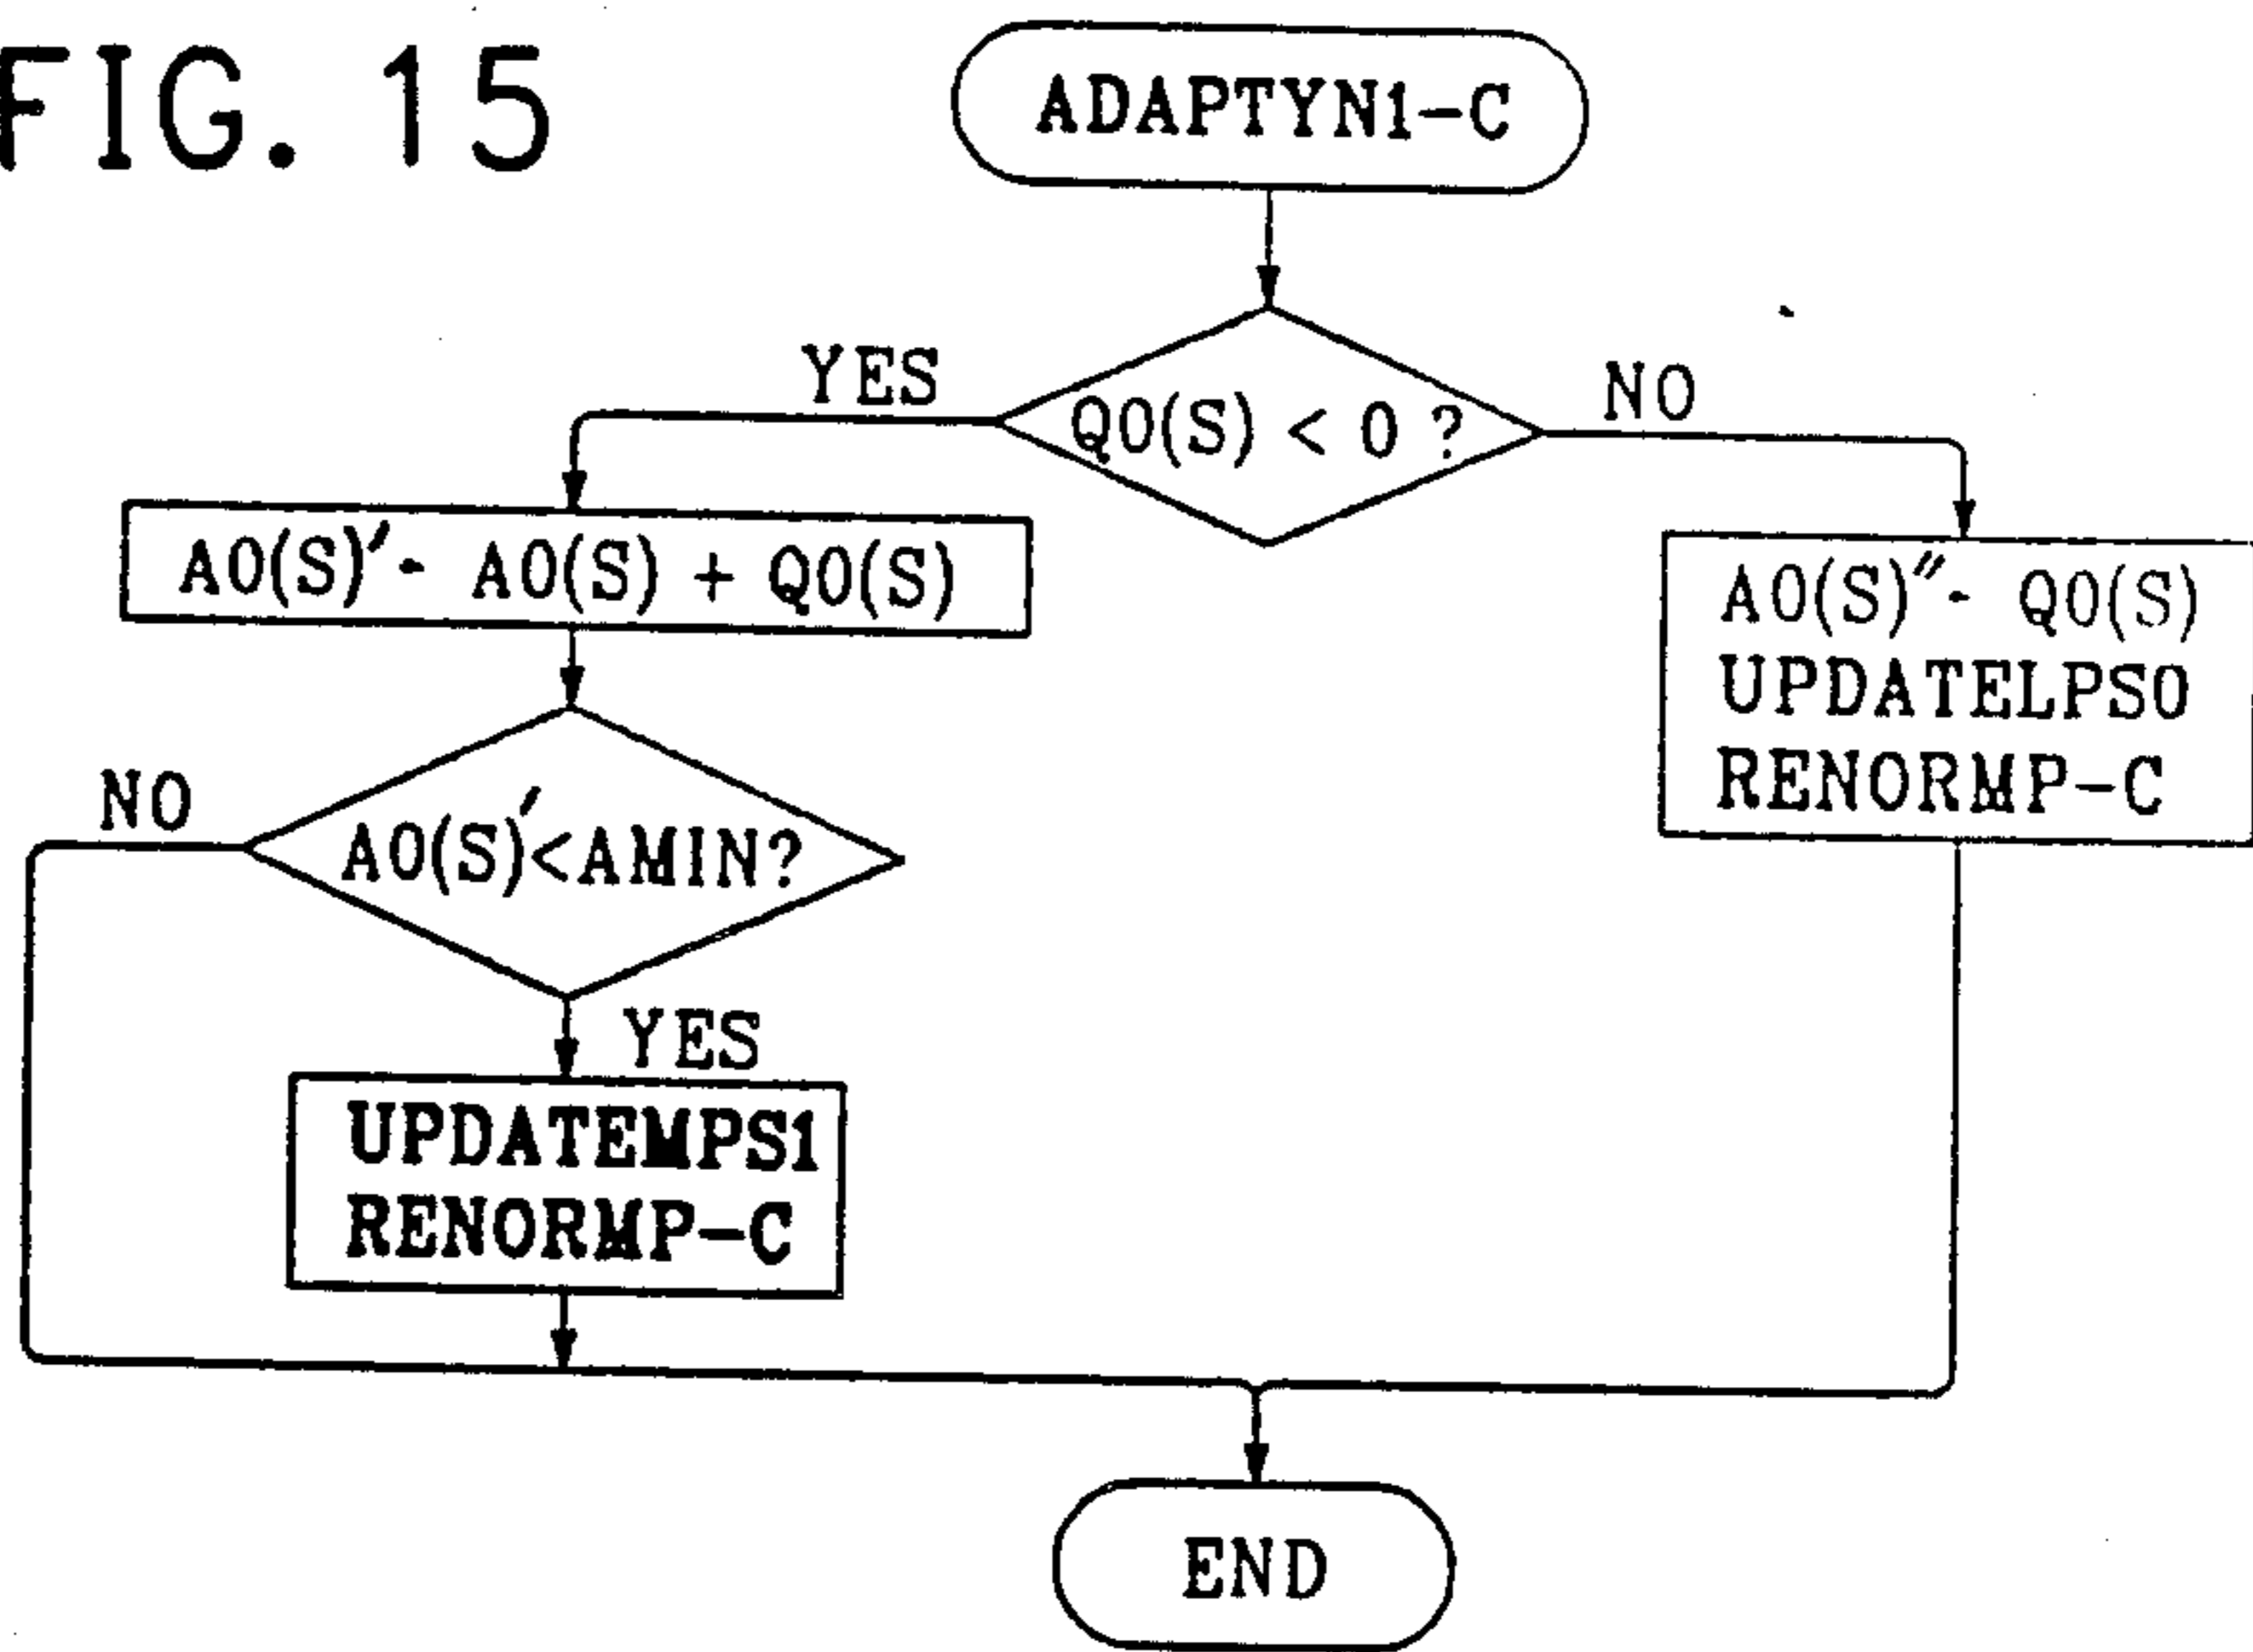 FIG. 15
ADAPTYN1-C
YES
Q0(S) < 0 ?
NO
A0(S)′- A0(S) + Q0(S)
A0(S)″- Q0(S)
UPDATELPS0
RENORMP-C
NO
A0(S)′<AMIN?
YES
UPDATEMPS1
RENORMP-C
END